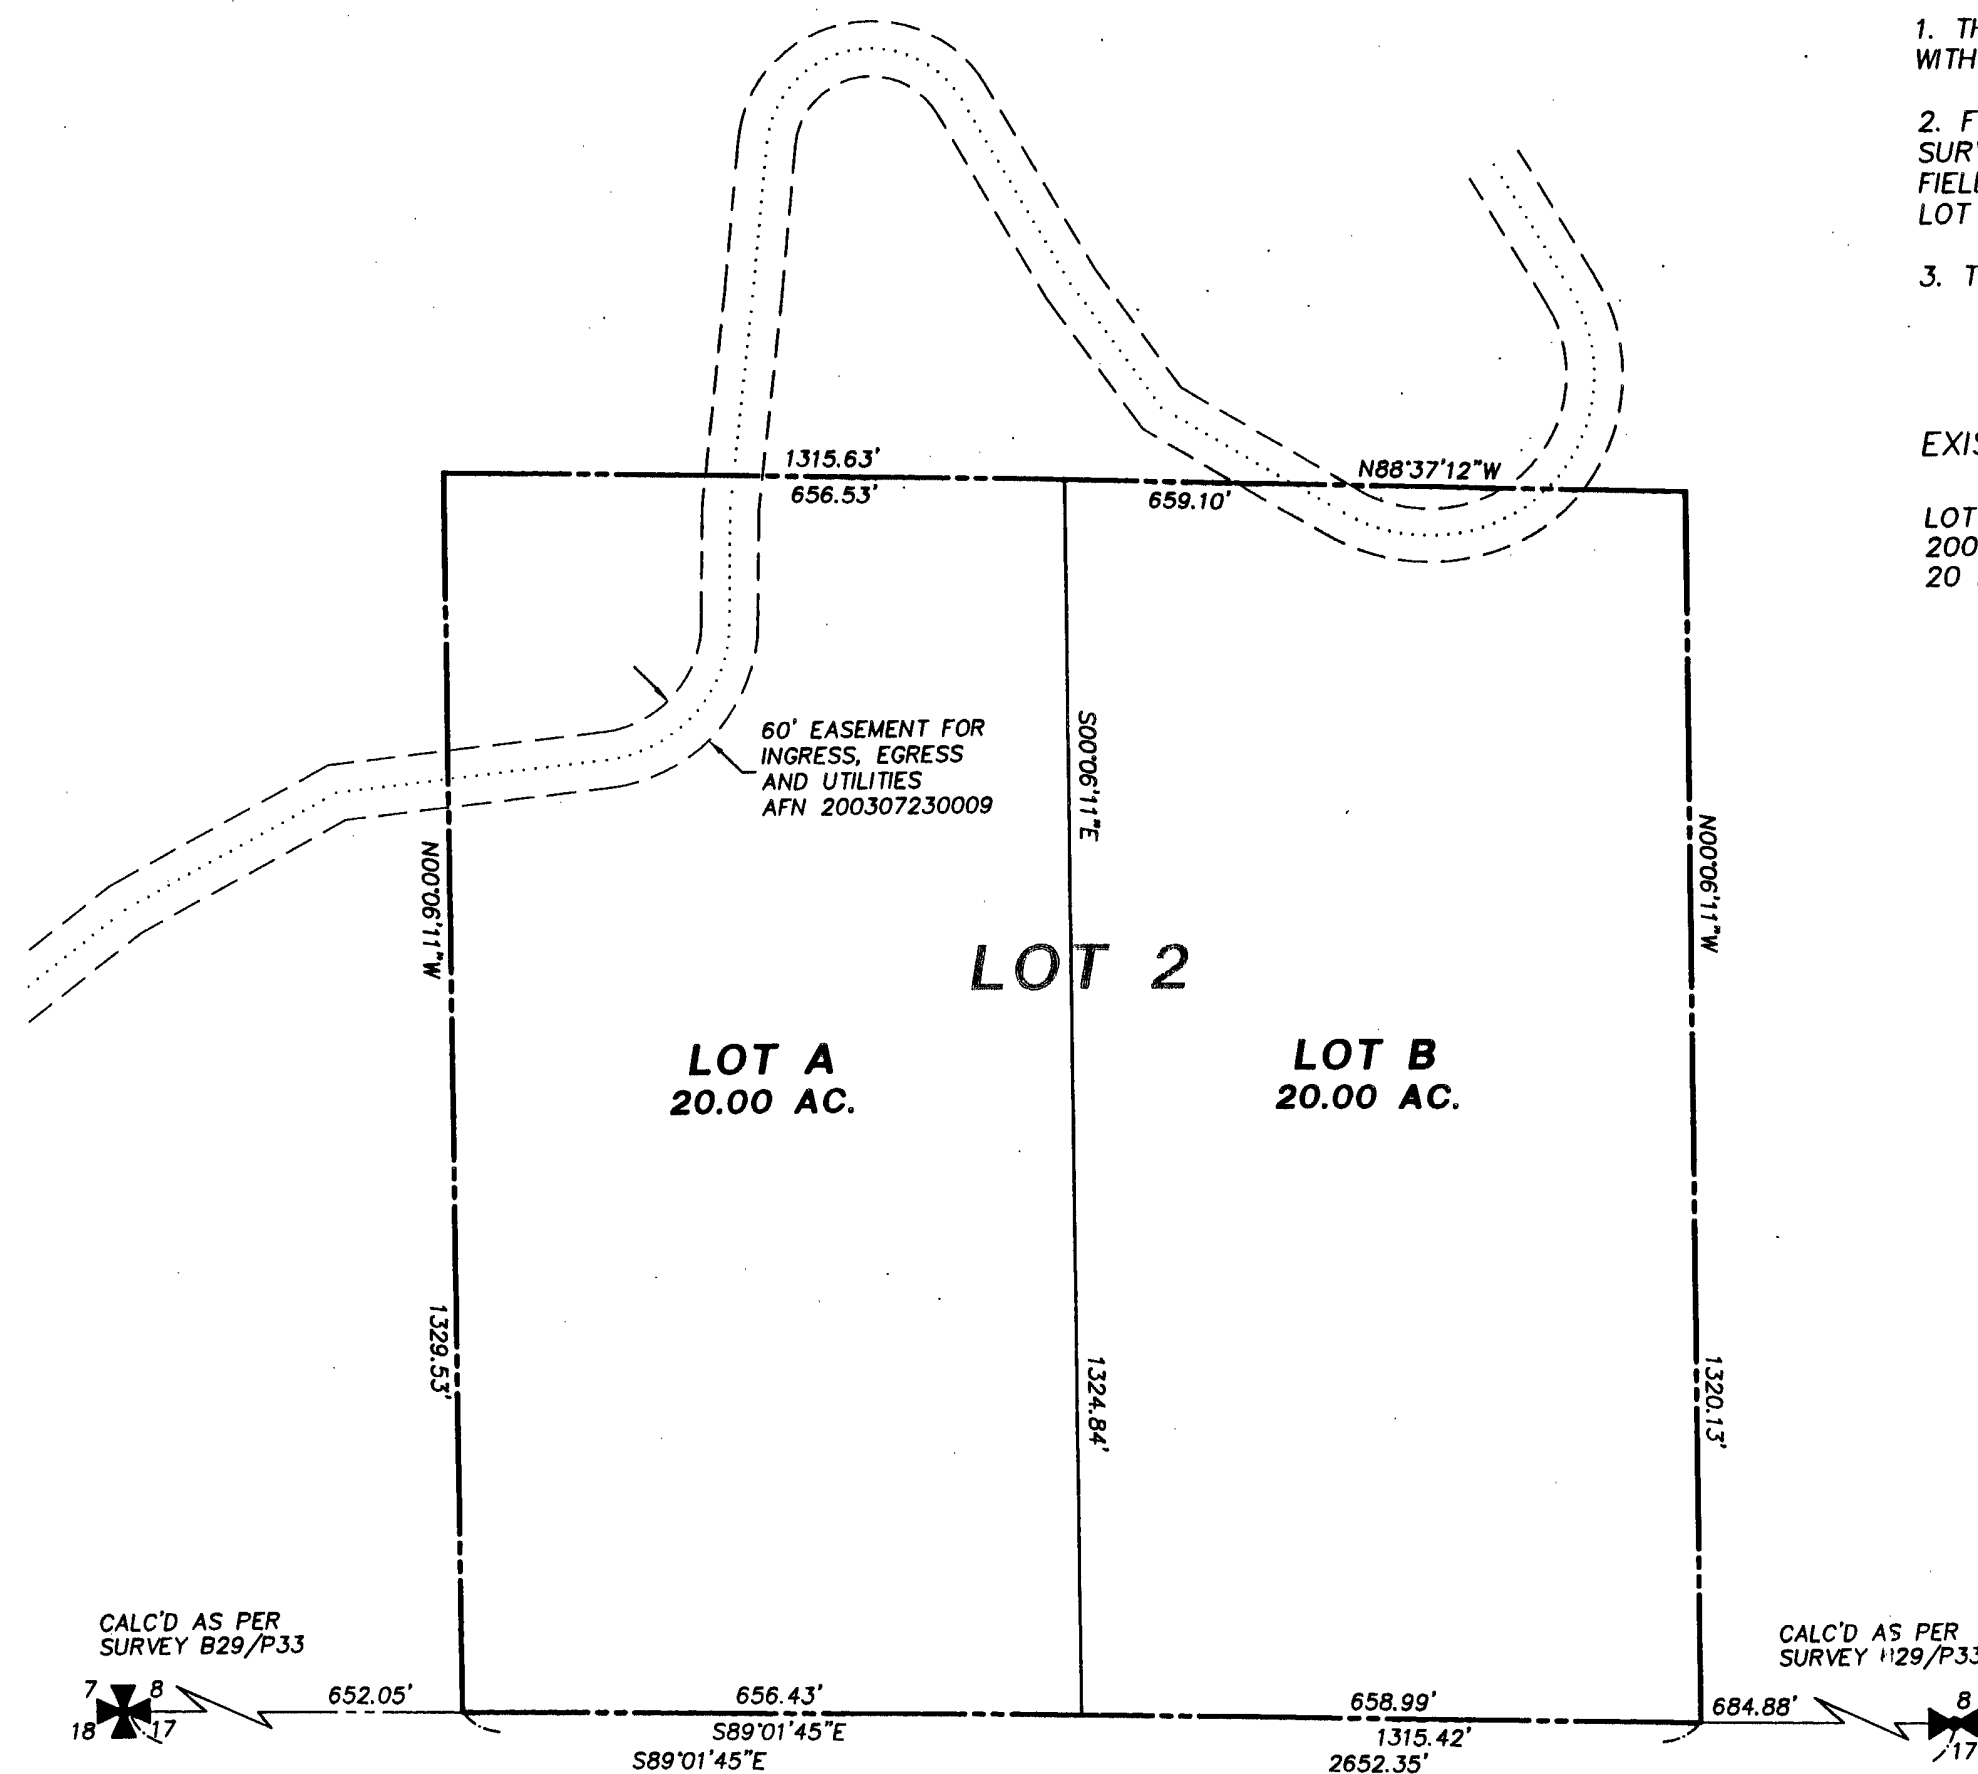 1. TH
WITH
2. F
SURV
FIEL
LOT
3. T
EXIS
LOT
200
20
1315.63'
656.53'
659.10'
N88°37'12"W
60' EASEMENT FOR
INGRESS, EGRESS
AND UTILITIES
AFN 200307230009
S00°06'11"E
N00°06'11"W
N00°06'11"W
LOT 2
LOT A
20.00 AC.
LOT B
20.00 AC.
1329.53'
1324.84'
1320.13'
CALC'D AS PER
SURVEY B29/P33
CALC'D AS PER
SURVEY 29/P33
7 8
18 17
652.05'
656.43'
S89°01'45"E
S89°01'45"E
658.99'
1315.42'
2652.35'
684.88'
8
17